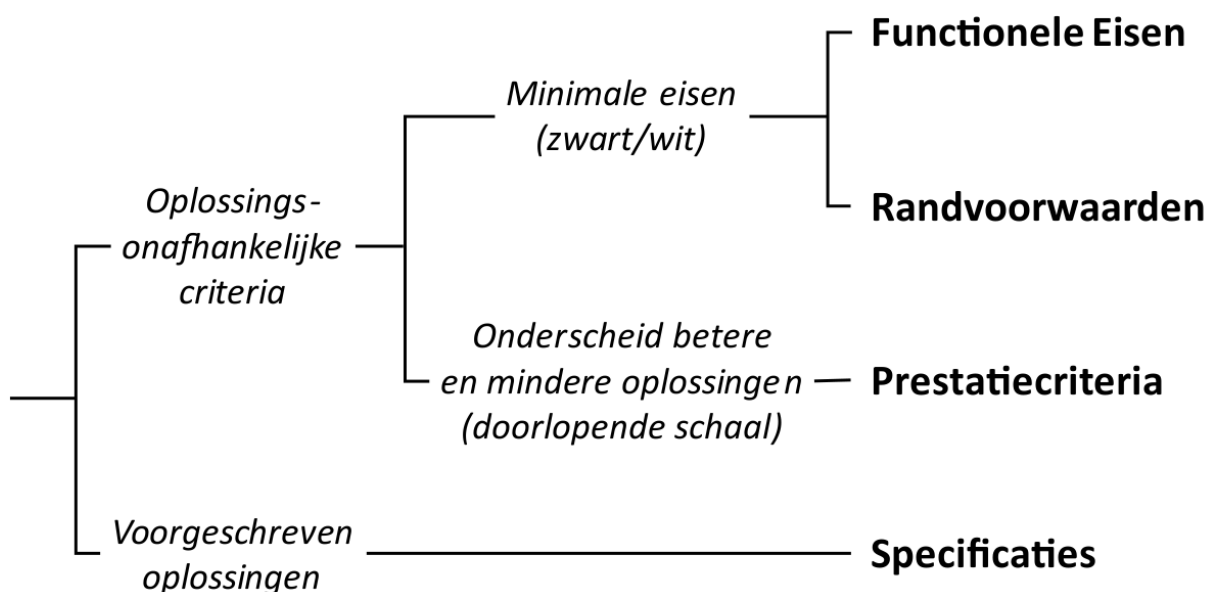 Functionele Eisen
Minimale eisen
(zwart/wit)
Randvoorwaarden
Oplossings-
onafhankelijke
criteria
Onderscheid betere
en mindere oplossingen
(doorlopende schaal)
Prestatiecriteria
Voorgeschreven
oplossingen
Specificaties